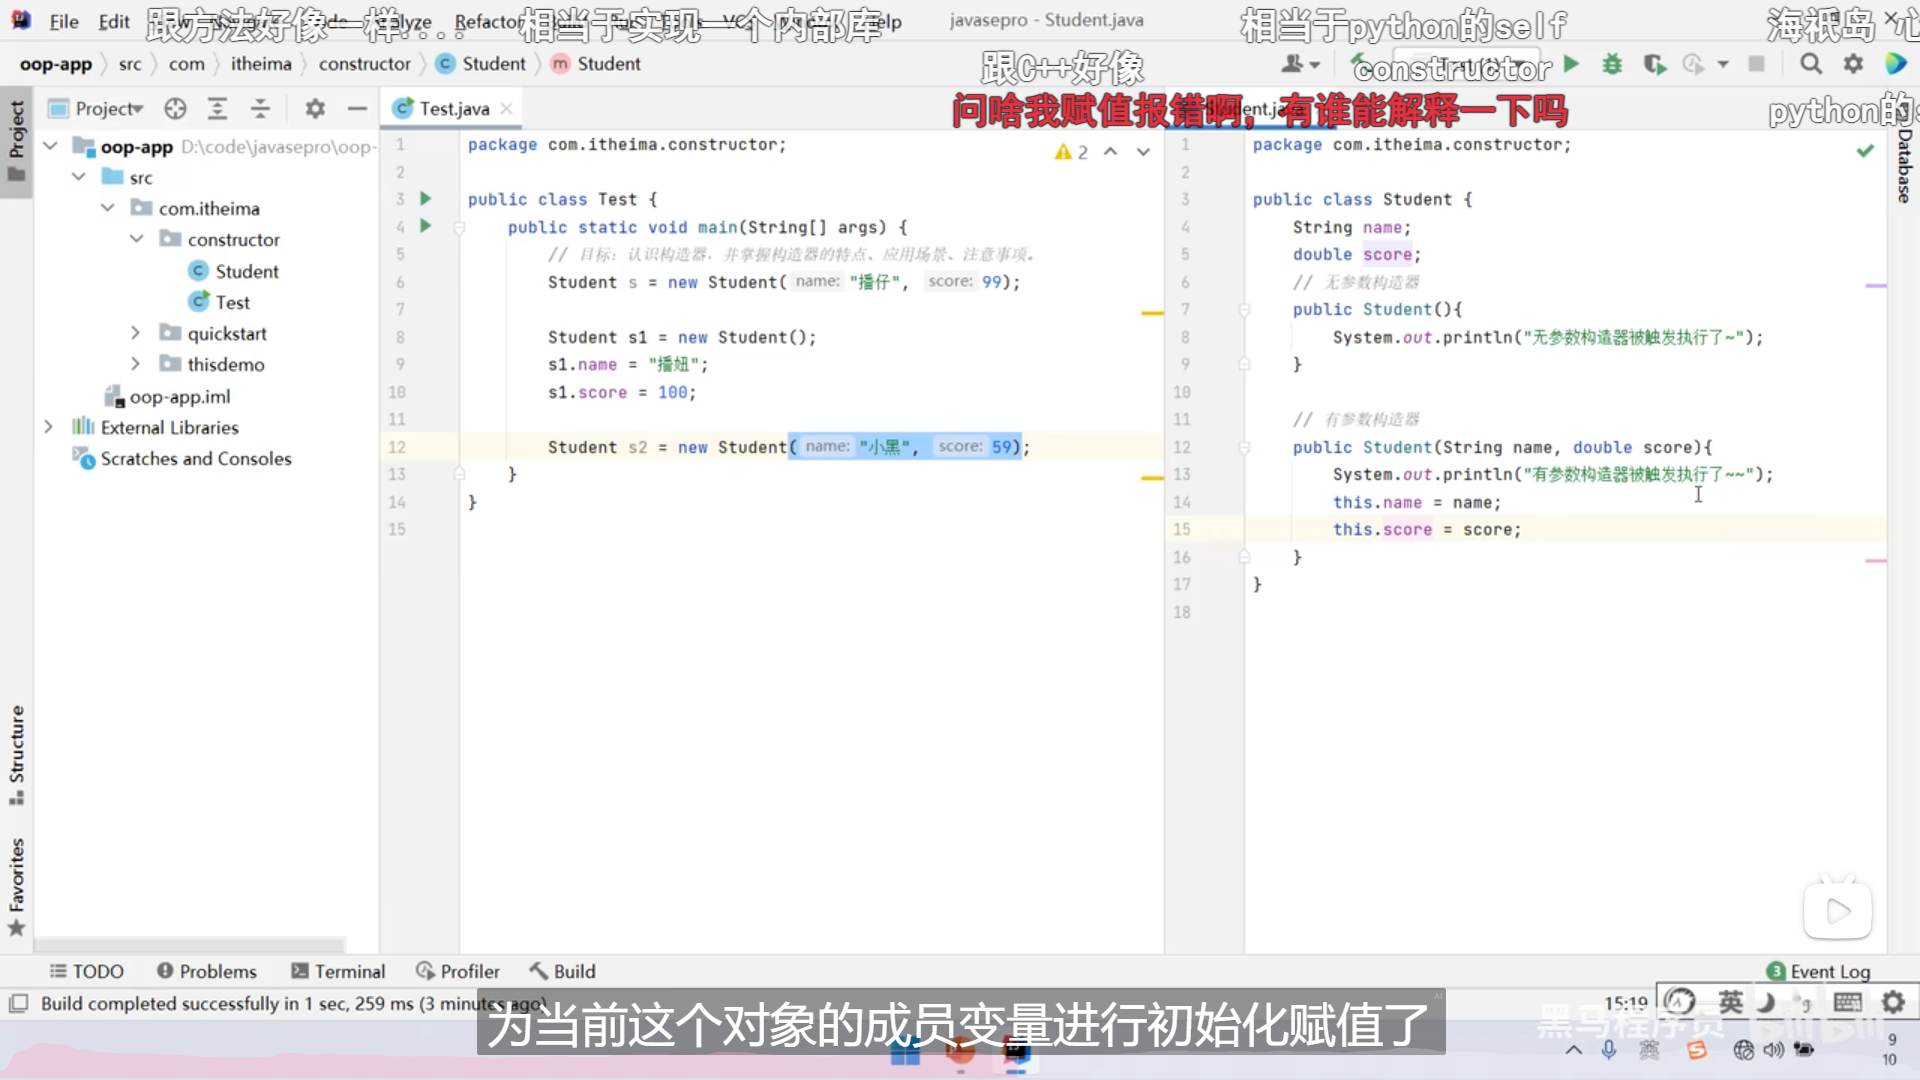 File Edit
javasepro - Student.java
跟方法好像一样....
相当于实现一个内部库
相当于python的self
海祇岛
oop-app src com itheima constructor Student Student
跟C++好像
constructor
Project
Test.java
问啥我赋值报错啊，有谁能解释一下吗
python的s
Project
Database
Structure
Favorites
oop-app D:\code\javasepro\oop-
src
com.itheima
constructor
Student
Test
quickstart
thisdemo
oop-app.iml
External Libraries
Scratches and Consoles
2
1 package com.itheima.constructor;
2
3 public class Test {
4 public static void main(String[] args) {
5 // 目标：认识构造器，并掌握构造器的特点、应用场景、注意事项。
6 Student s = new Student( name: "播仔", score: 99);
7
8 Student s1 = new Student();
9 s1.name = "播妞";
10 s1.score = 100;
11
12 Student s2 = new Student( name: "小黑", score: 59);
13 }
14 }
15
1 package com.itheima.constructor;
2
3 public class Student {
4 String name;
5 double score;
6 // 无参数构造器
7 public Student(){
8 System.out.println("无参数构造器被触发执行了~");
9 }
10
11 // 有参数构造器
12 public Student(String name, double score){
13 System.out.println("有参数构造器被触发执行了~~");
14 this.name = name;
15 this.score = score;
16 }
17 }
18
TODO Problems Terminal Profiler Build
3 Event Log
Build completed successfully in 1 sec, 259 ms (3 minutes ago)
15:19
英
为当前这个对象的成员变量进行初始化赋值了
黑马程序员
bilibili
英
9
10